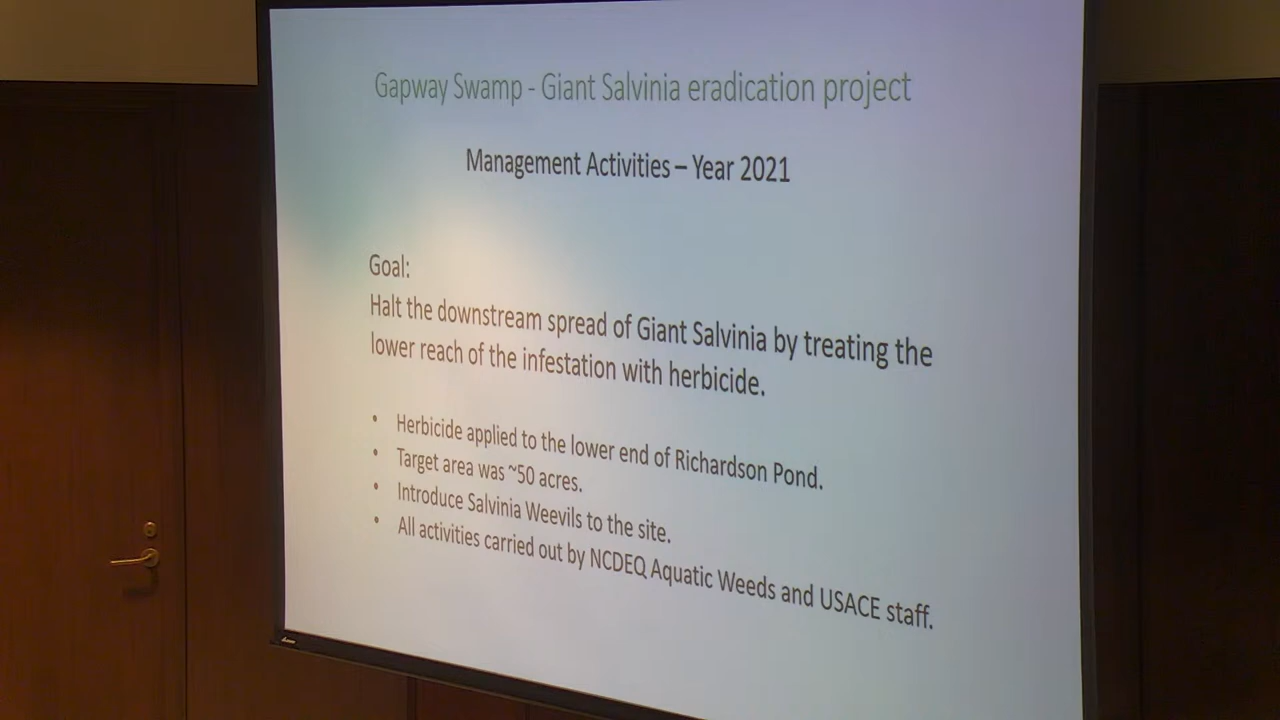 Gapway Swamp - Giant Salvinia eradication project
Management Activities – Year 2021
Goal:
Halt the downstream spread of Giant Salvinia by treating the
lower reach of the infestation with herbicide.
• Herbicide applied to the lower end of Richardson Pond.
• Target area was ~50 acres.
• Introduce Salvinia Weevils to the site.
• All activities carried out by NCDEQ Aquatic Weeds and USACE staff.